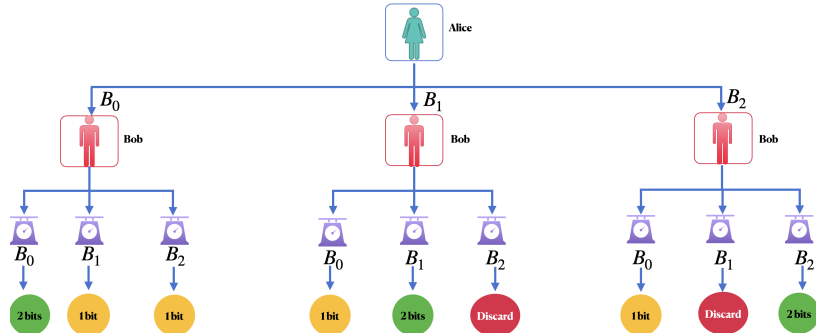 Alice
B₀ B₁ B₂
Bob Bob Bob
B₀ B₁ B₂ B₀ B₁ B₂ B₀ B₁ B₂
2 bits 1 bit 1 bit 1 bit 2 bits Discard 1 bit Discard 2 bits